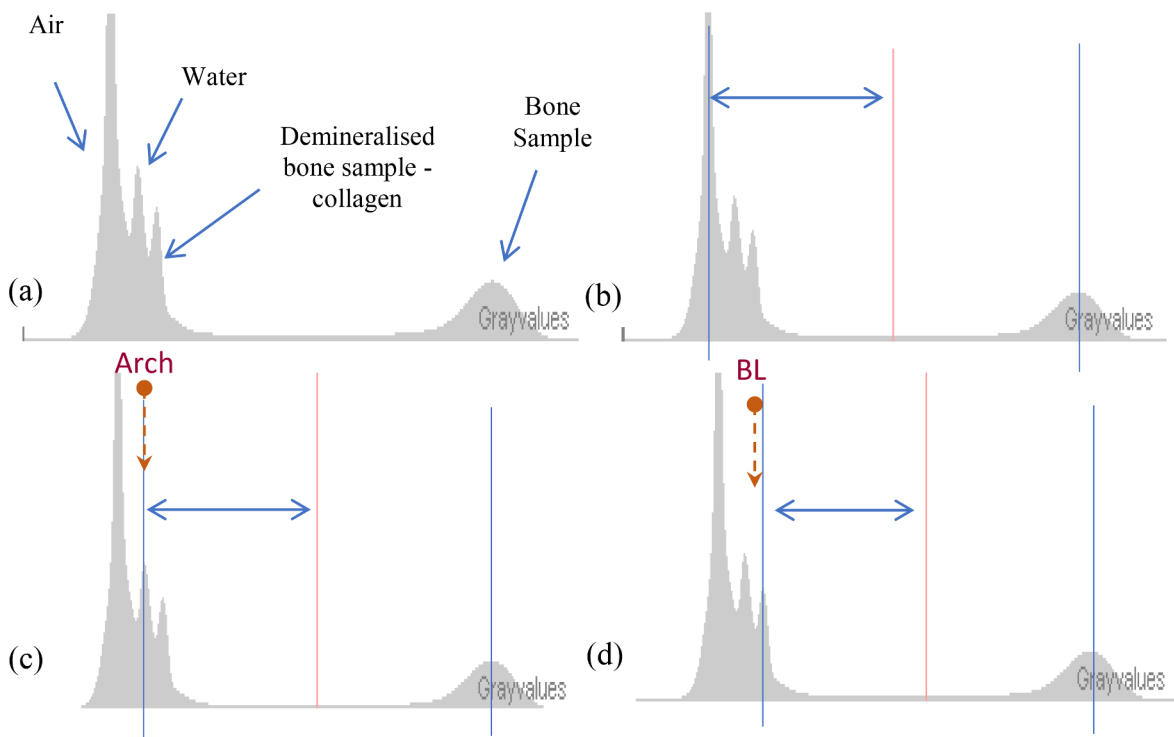 Air
Water
Demineralised
bone sample -
collagen
Bone
Sample
(a)
Grayvalues
(b)
Grayvalues
Arch
(c)
Grayvalues
BL
(d)
Grayvalues